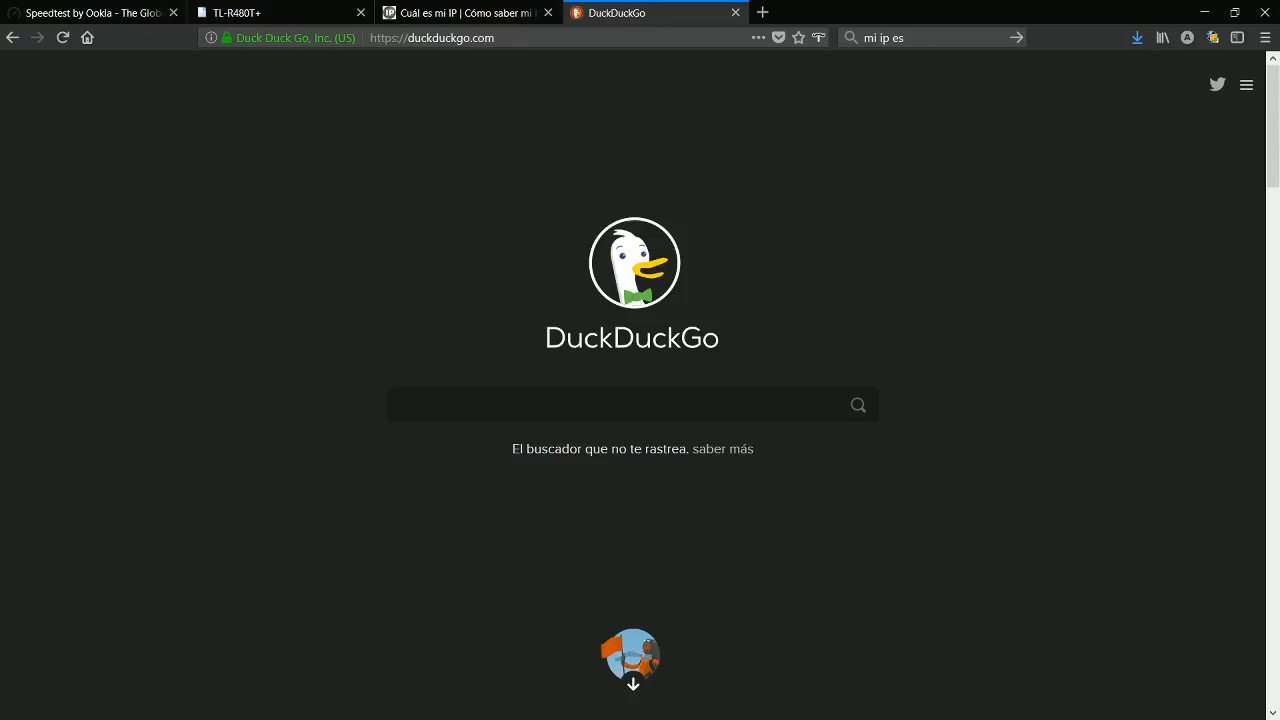 Speedtest by Ookla - The Glob
TL-R480T+
Cuál es mi IP | Cómo saber mi
DuckDuckGo
Duck Duck Go, Inc. (US)
https://duckduckgo.com
mi ip es
DuckDuckGo
El buscador que no te rastrea. saber más